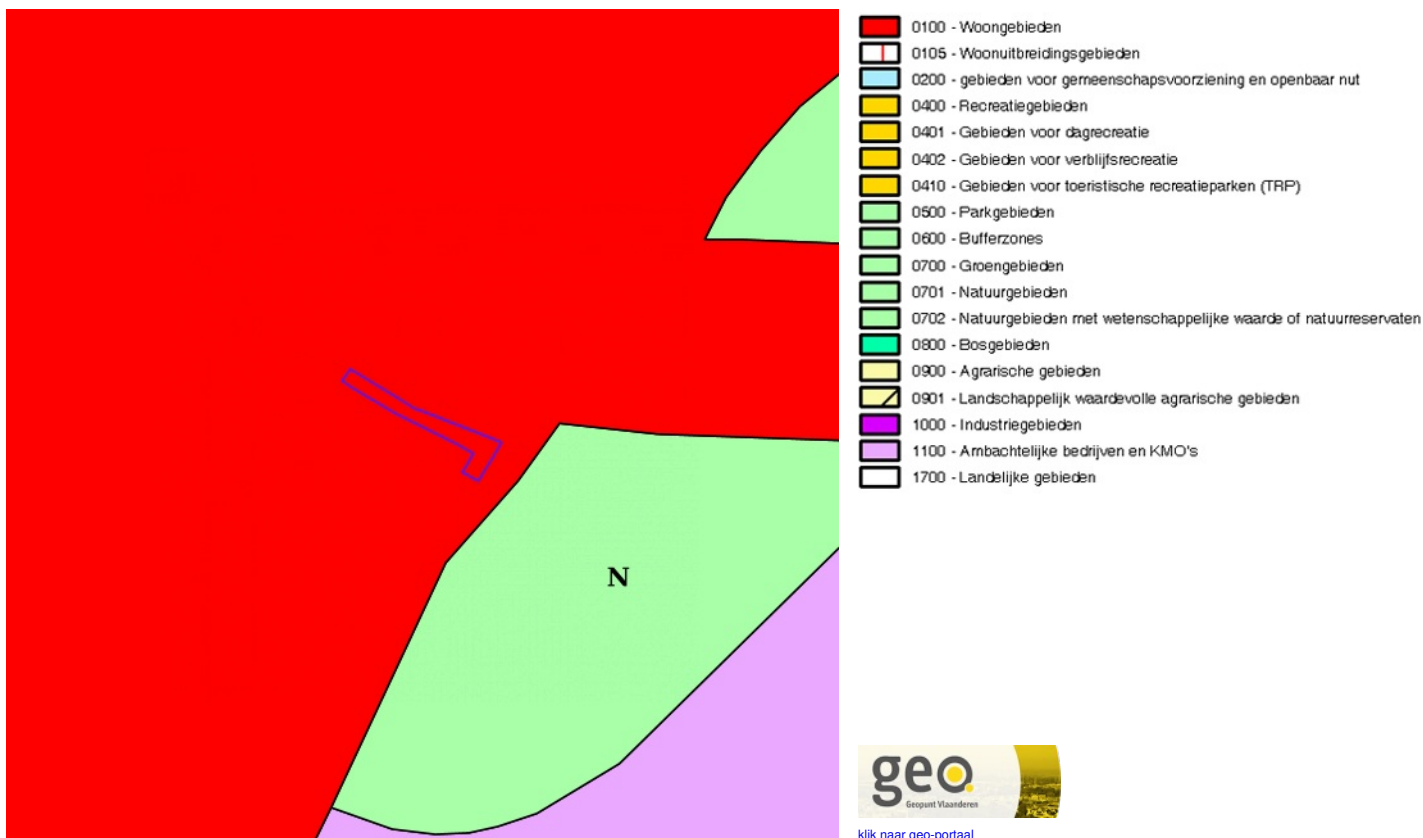 0100 - Woongebieden
0105 - Woonuitbreidingsgebieden
0200 - gebieden voor gemeenschapsvoorziening en openbaar nut
0400 - Recreatiegebieden
0401 - Gebieden voor dagrecreatie
0402 - Gebieden voor verblijfsrecreatie
0410 - Gebieden voor toeristische recreatieparken (TRP)
0500 - Parkgebieden
0600 - Bufferzones
0700 - Groengebieden
0701 - Natuurgebieden
0702 - Natuurgebieden met wetenschappelijke waarde of natuurreservaten
0800 - Bosgebieden
0900 - Agrarische gebieden
0901 - Landschappelijk waardevolle agrarische gebieden
1000 - Industriegebieden
1100 - Ambachtelijke bedrijven en KMO's
1700 - Landelijke gebieden
N
geo.
Geopunt Vlaanderen
klik naar geo-portaal